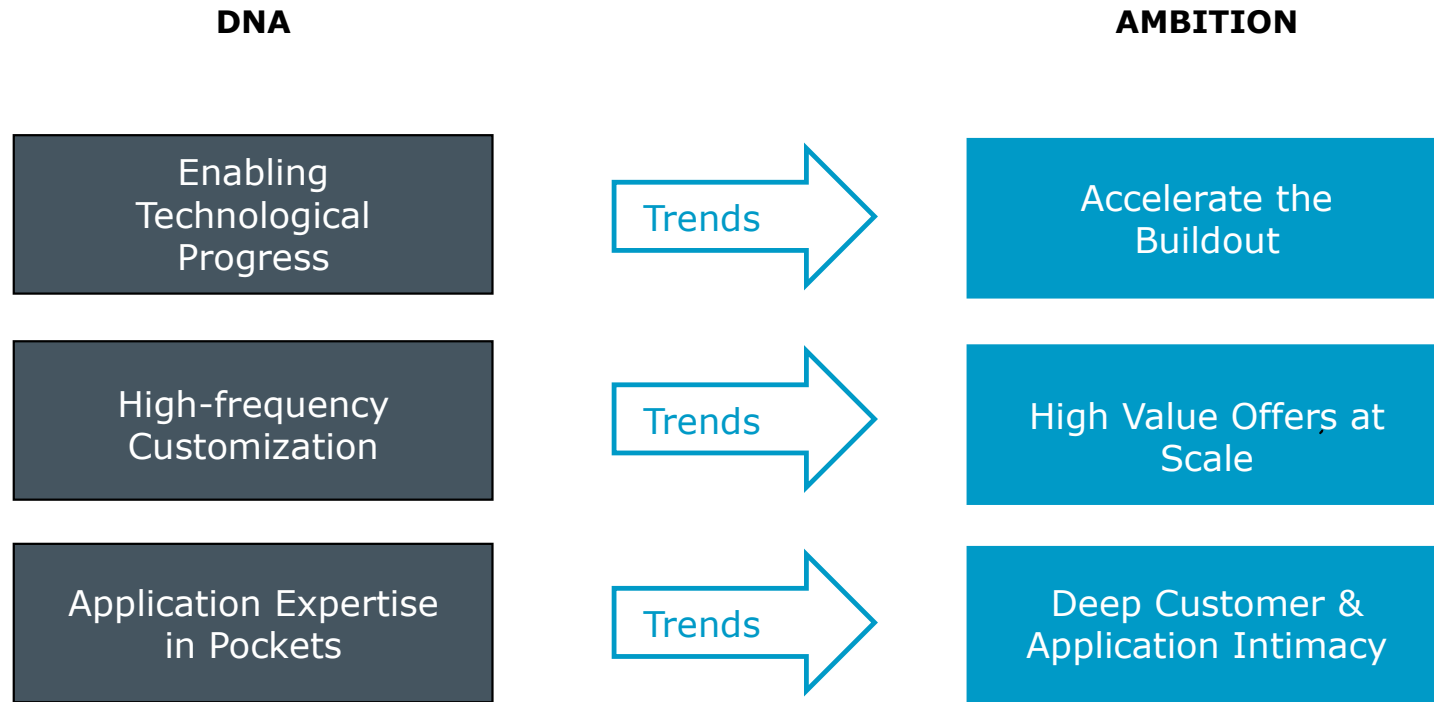 DNA
AMBITION
Enabling
Technological
Progress
Trends
Accelerate the
Buildout
High-frequency
Customization
Trends
High Value Offers at
Scale
Application Expertise
in Pockets
Trends
Deep Customer &
Application Intimacy